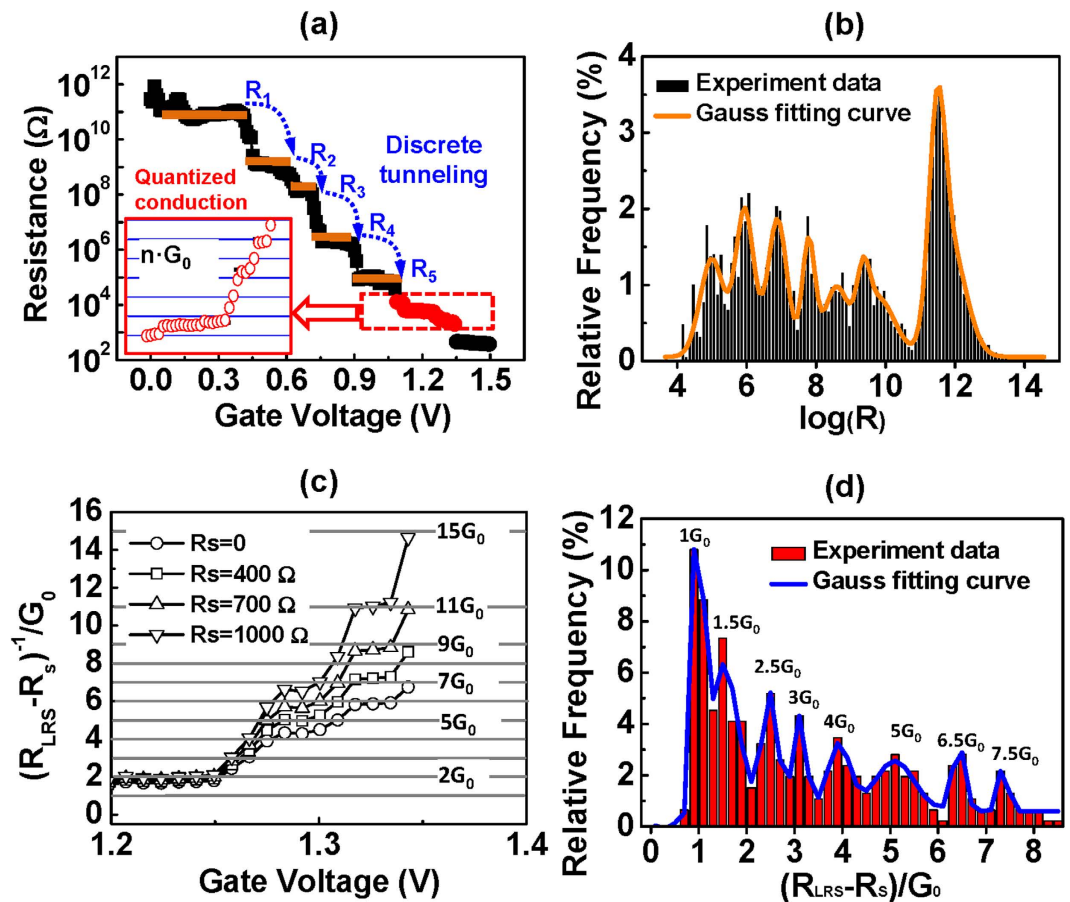 (a)
Resistance (Ω)
10¹²
10¹⁰
10⁸
10⁶
10⁴
10²
R₁
R₂
R₃
R₄
R₅
Discrete
tunneling
Quantized
conduction
n·G₀
0.0 0.3 0.6 0.9 1.2 1.5
Gate Voltage (V)
(b)
Relative Frequency (%)
4
3
2
1
0
Experiment data
Gauss fitting curve
4 6 8 10 12 14
log(R)
(c)
(R_LRS-R_s)⁻¹/G₀
16
14
12
10
8
6
4
2
0
Rs=0
Rs=400 Ω
Rs=700 Ω
Rs=1000 Ω
15G₀
11G₀
9G₀
7G₀
5G₀
2G₀
1.2 1.3 1.4
Gate Voltage (V)
(d)
Relative Frequency (%)
12
10
8
6
4
2
0
Experiment data
Gauss fitting curve
1G₀
1.5G₀
2.5G₀
3G₀
4G₀
5G₀
6.5G₀
7.5G₀
0 1 2 3 4 5 6 7 8
(R_LRS-R_S)/G₀